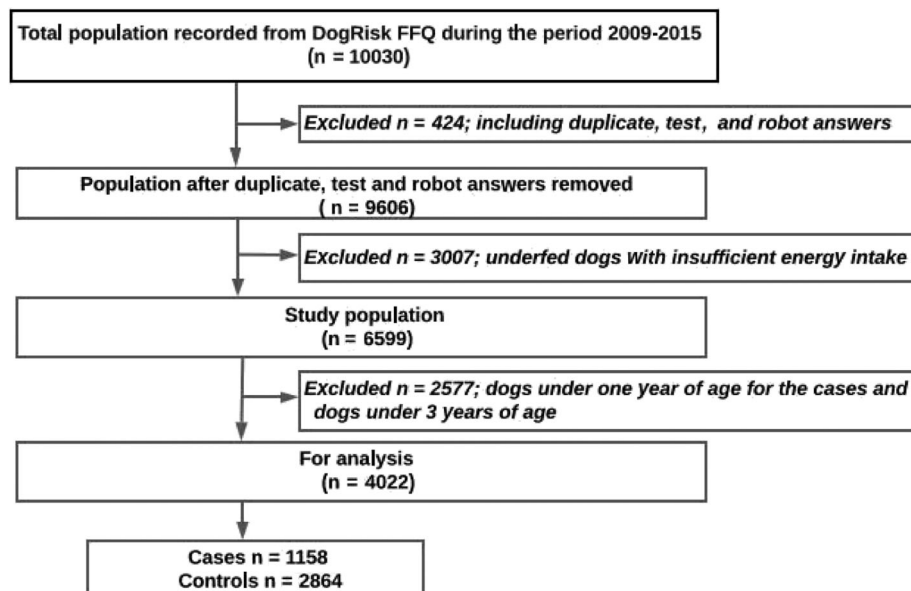 Total population recorded from DogRisk FFQ during the period 2009-2015
(n = 10030)
Excluded n = 424; including duplicate, test, and robot answers
Population after duplicate, test and robot answers removed
( n = 9606)
Excluded n = 3007; underfed dogs with insufficient energy intake
Study population
(n = 6599)
Excluded n = 2577; dogs under one year of age for the cases and
dogs under 3 years of age
For analysis
(n = 4022)
Cases n = 1158
Controls n = 2864